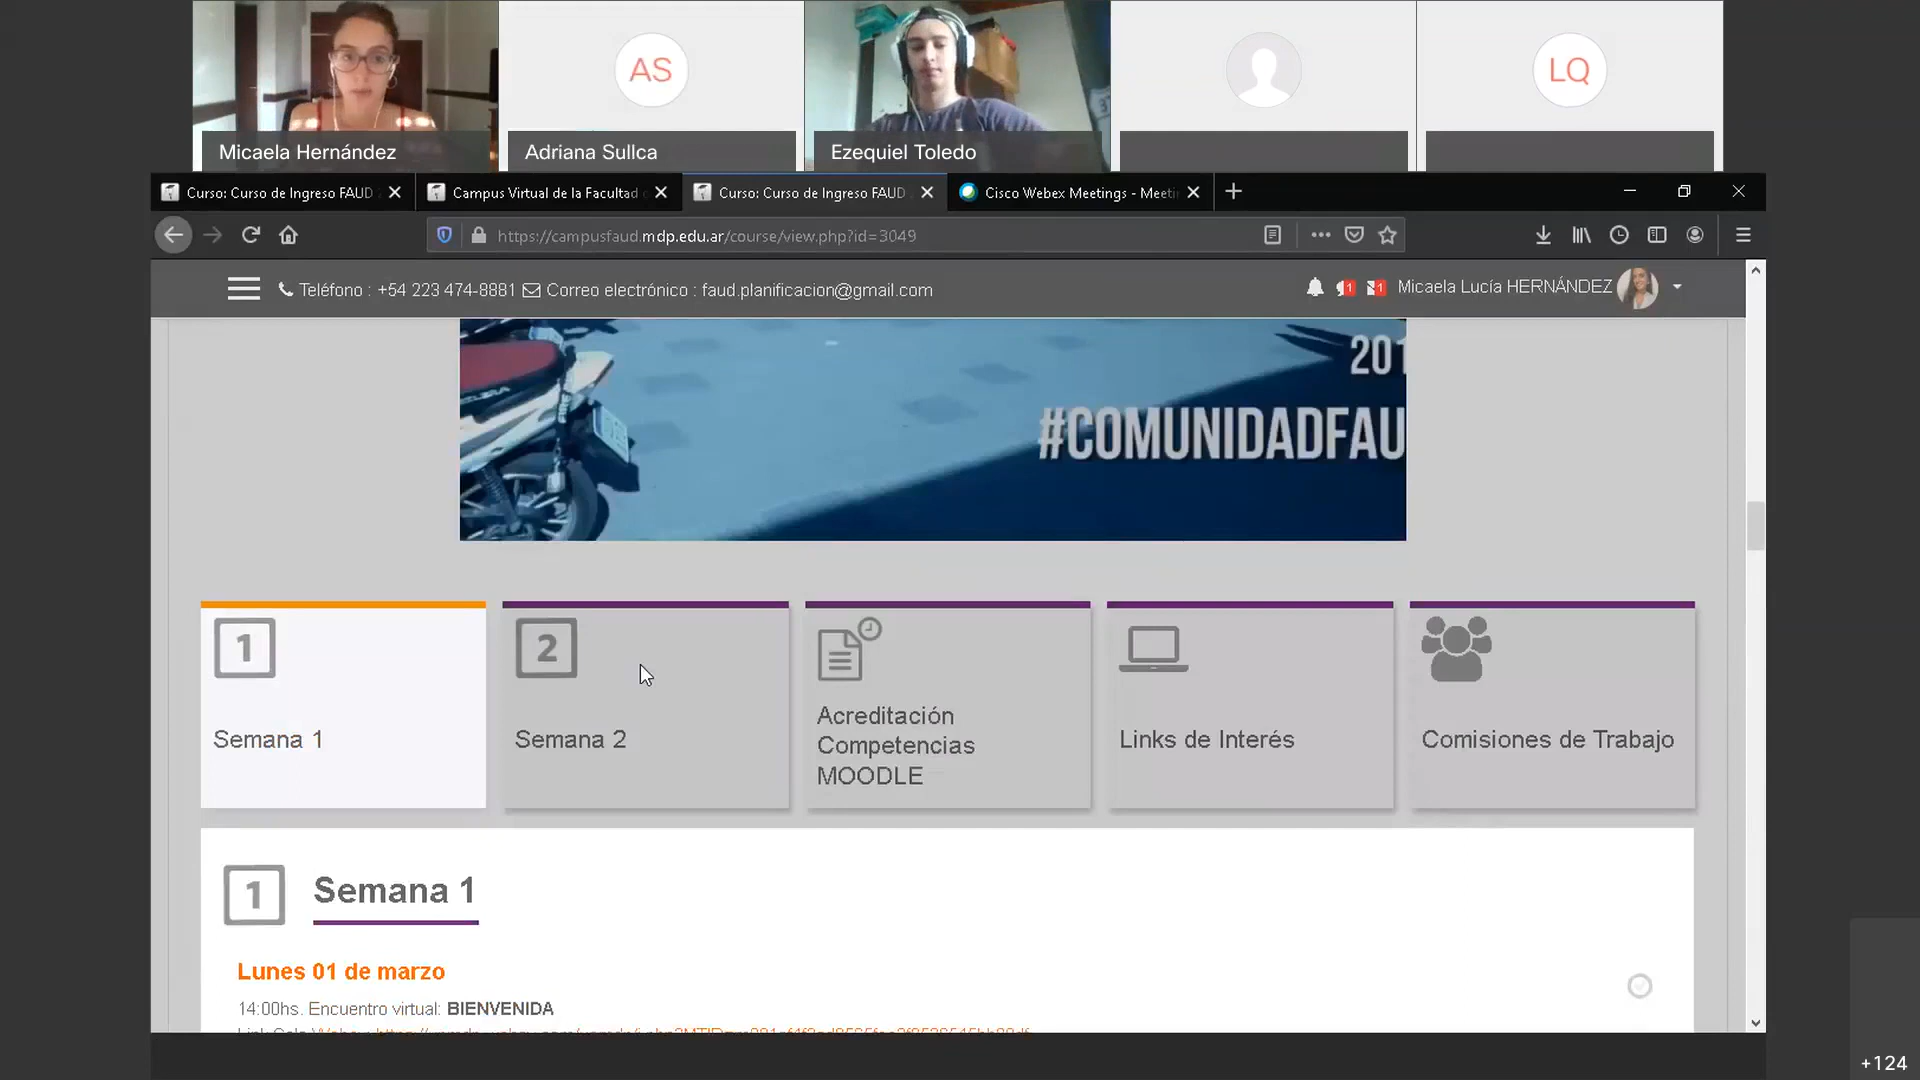 AS
LQ
Micaela Hernández
Adriana Sullca
Ezequiel Toledo
Curso: Curso de Ingreso FAUD
Campus Virtual de la Facultad
Curso: Curso de Ingreso FAUD
Cisco Webex Meetings - Meeti
https://campusfaud.mdp.edu.ar/course/view.php?id=3049
Teléfono : +54 223 474-8881 Correo electrónico : faud.planificacion@gmail.com
1
1
Micaela Lucía HERNÁNDEZ
201
#COMUNIDADFAU
1
Semana 1
2
Semana 2
Acreditación
Competencias
MOODLE
Links de Interés
Comisiones de Trabajo
1
Semana 1
Lunes 01 de marzo
14:00hs. Encuentro virtual: BIENVENIDA
+124